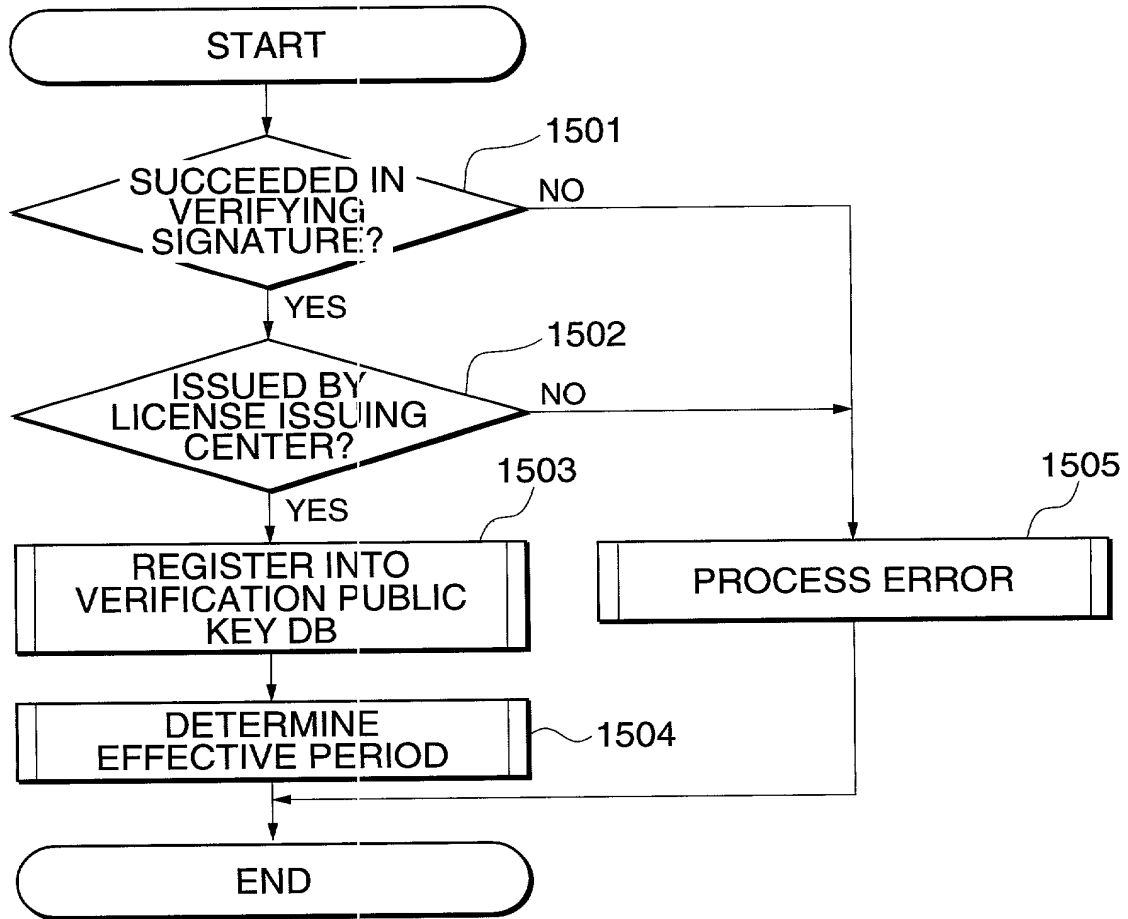 START
1501
SUCCEEDED IN
VERIFYING
SIGNATURE?
NO
YES
1502
ISSUED BY
LICENSE ISSUING
CENTER?
NO
YES
1503
REGISTER INTO
VERIFICATION PUBLIC
KEY DB
1505
PROCESS ERROR
DETERMINE
EFFECTIVE PERIOD
1504
END